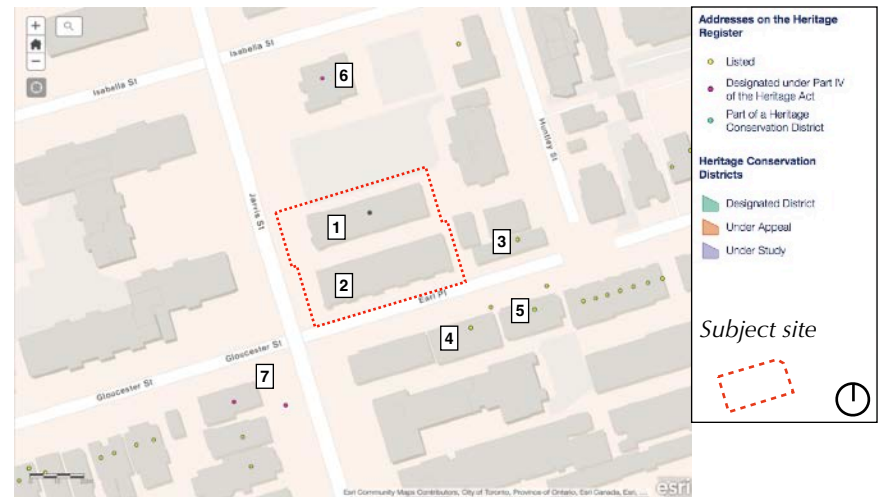 +
−
Isabella St
Isabella St
6
Huntley St
Jarvis St
1
3
2
Earl Pl
5
4
Gloucester St
Gloucester St
7
Esri Community Maps Contributors, City of Toronto, Province of Ontario, Esri Canada, Esri, ...
esri
Addresses on the Heritage
Register
Listed
Designated under Part IV
of the Heritage Act
Part of a Heritage
Conservation District
Heritage Conservation
Districts
Designated District
Under Appeal
Under Study
Subject site